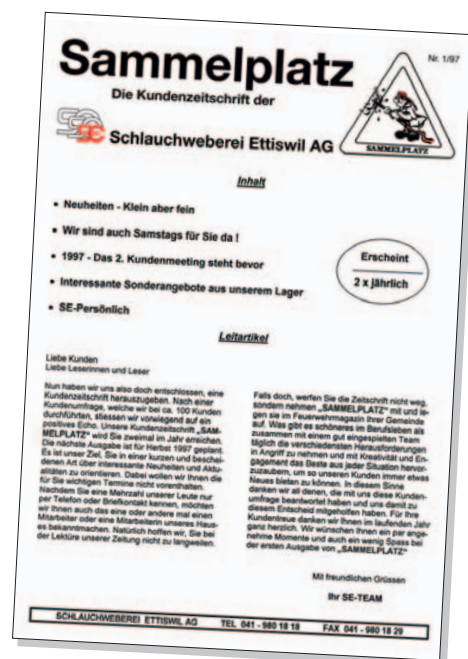 Sammelplatz
Nr. 1/97
Die Kundenzeitschrift der
SE Schlauchweberei Ettiswil AG
SAMMELPLATZ
Inhalt
• Neuheiten - Klein aber fein
• Wir sind auch Samstags für Sie da !
• 1997 - Das 2. Kundenmeeting steht bevor
• Interessante Sonderangebote aus unserem Lager
• SE-Persönlich
Erscheint
2 x jährlich
Leitartikel
Liebe Kunden
Liebe Leserinnen und Leser
Nun haben wir uns also doch entschlossen, eine
Kundenzeitschrift herauszugeben. Nach einer
Kundenumfrage, welche wir bei ca. 100 Kunden
durchführten, stiessen wir vorwiegend auf ein
positives Echo. Unsere Kundenzeitschrift „SAM-
MELPLATZ" wird Sie zweimal im Jahr erreichen.
Die nächste Ausgabe ist für Herbst 1997 geplant.
Es ist unser Ziel, Sie in einer kurzen und beschei-
denen Art über interessante Neuheiten und Aktu-
alitäten zu orientieren. Dabei wollen wir Ihnen die
für Sie wichtigen Termine nicht vorenthalten.
Nachdem Sie eine Mehrzahl unserer Leute nur
per Telefon oder Briefkontakt kennen, möchten
wir Ihnen auch das eine oder andere mal einen
Mitarbeiter oder eine Mitarbeiterin unseres Haus-
es bekanntmachen. Natürlich hoffen wir, Sie bei
der Lektüre unserer Zeitung nicht zu langweilen.
Falls doch, werfen Sie die Zeitschrift nicht weg,
sondern nehmen „SAMMELPLATZ" mit und le-
gen sie im Feuerwehrmagazin Ihrer Gemeinde
auf. Was gibt es schöneres im Berufsleben als
zusammen mit einem gut eingespielten Team
täglich die verschiedensten Herausforderungen
in Angriff zu nehmen und mit Kreativität und En-
gagement das Beste aus jeder Situation hervor-
zuzaubern, um so unseren Kunden immer etwas
Neues bieten zu können. In diesem Sinne
danken wir all denen, die mit uns diese Kunden-
umfrage beantwortet haben und uns damit zu
diesem Entscheid mitgeholfen haben. Für Ihre
Kundentreue danken wir Ihnen im laufenden Jahr
ganz herzlich. Wir wünschen Ihnen ein par ange-
nehme Momente und auch ein wenig Spass bei
der ersten Ausgabe von „SAMMELPLATZ"
Mit freundlichen Grüssen
Ihr SE-TEAM
SCHLAUCHWEBEREI ETTISWIL AG TEL 041 - 980 18 18 FAX 041 - 980 18 29